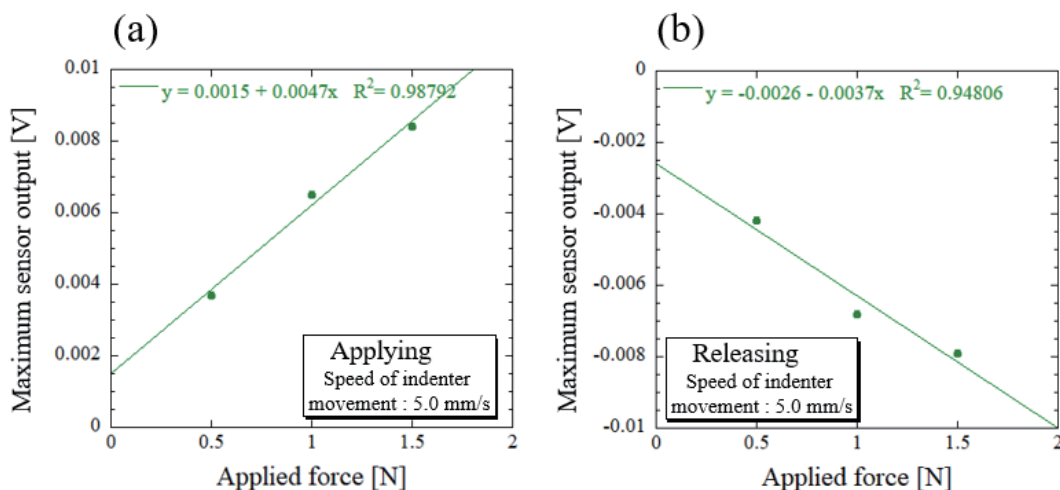 (a)
Maximum sensor output [V]
0.01
0.008
0.006
0.004
0.002
0
y = 0.0015 + 0.0047x R²= 0.98792
Applying
Speed of indenter
movement : 5.0 mm/s
0 0.5 1 1.5 2
Applied force [N]
(b)
Maximum sensor output [V]
0
-0.002
-0.004
-0.006
-0.008
-0.01
y = -0.0026 - 0.0037x R²= 0.94806
Releasing
Speed of indenter
movement : 5.0 mm/s
0 0.5 1 1.5 2
Applied force [N]